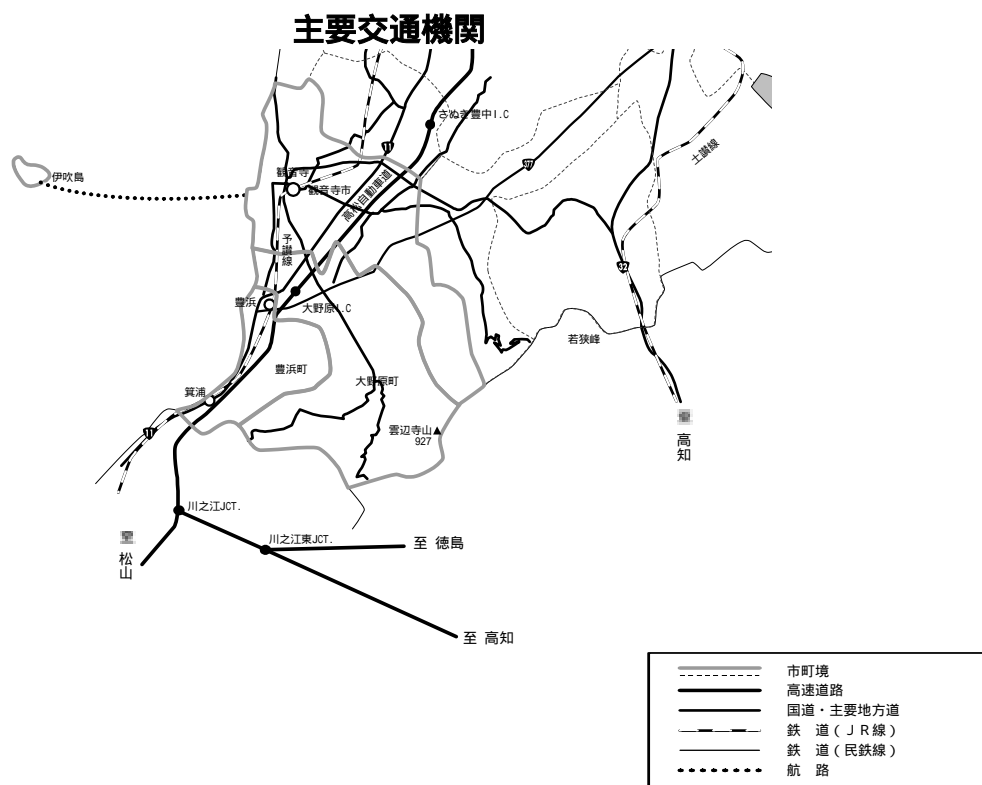 主要交通機関
さぬき豊中I.C
11
土讃線
伊吹島
観音寺
観音寺市
高松自動車道
予讃線
32
豊浜
大野原I.C
若狭峰
豊浜町
大野原町
箕浦
雲辺寺山▲
927
11
高知
川之江JCT.
川之江東JCT.
松山
至 徳島
至 高知
市町境
高速道路
国道・主要地方道
鉄 道(JR線)
鉄 道(民鉄線)
航 路